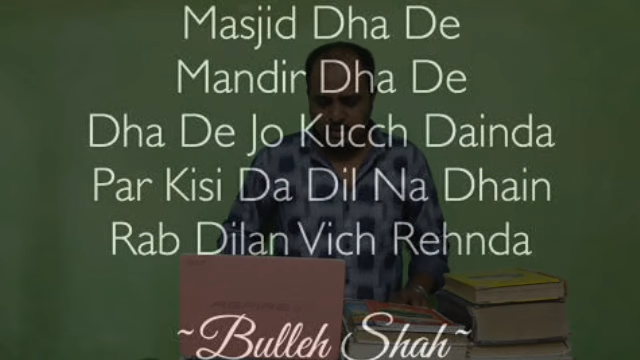 Masjid Dha De
Mandir Dha De
Dha De Jo Kucch Dainda
Par Kisi Da Dil Na Dhain
Rab Dilan Vich Rehnda
~Bulleh Shah~